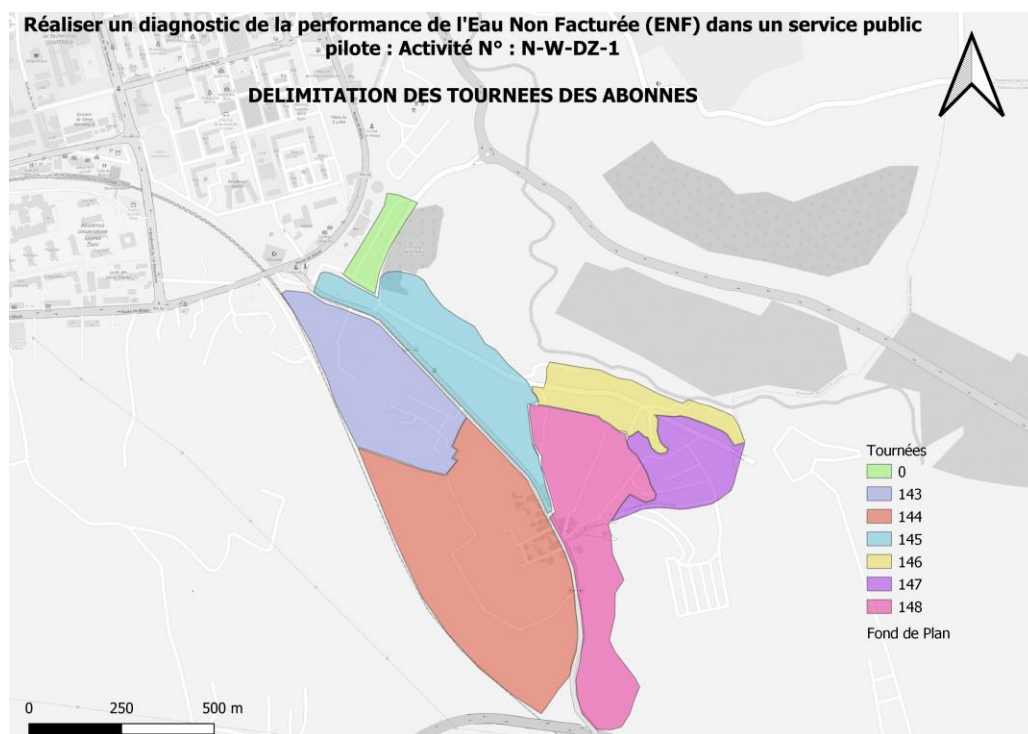 Réaliser un diagnostic de la performance de l'Eau Non Facturée (ENF) dans un service public
pilote : Activité N° : N-W-DZ-1
DELIMITATION DES TOURNEES DES ABONNES
Tournées
0
143
144
145
146
147
148
Fond de Plan
0 250 500 m